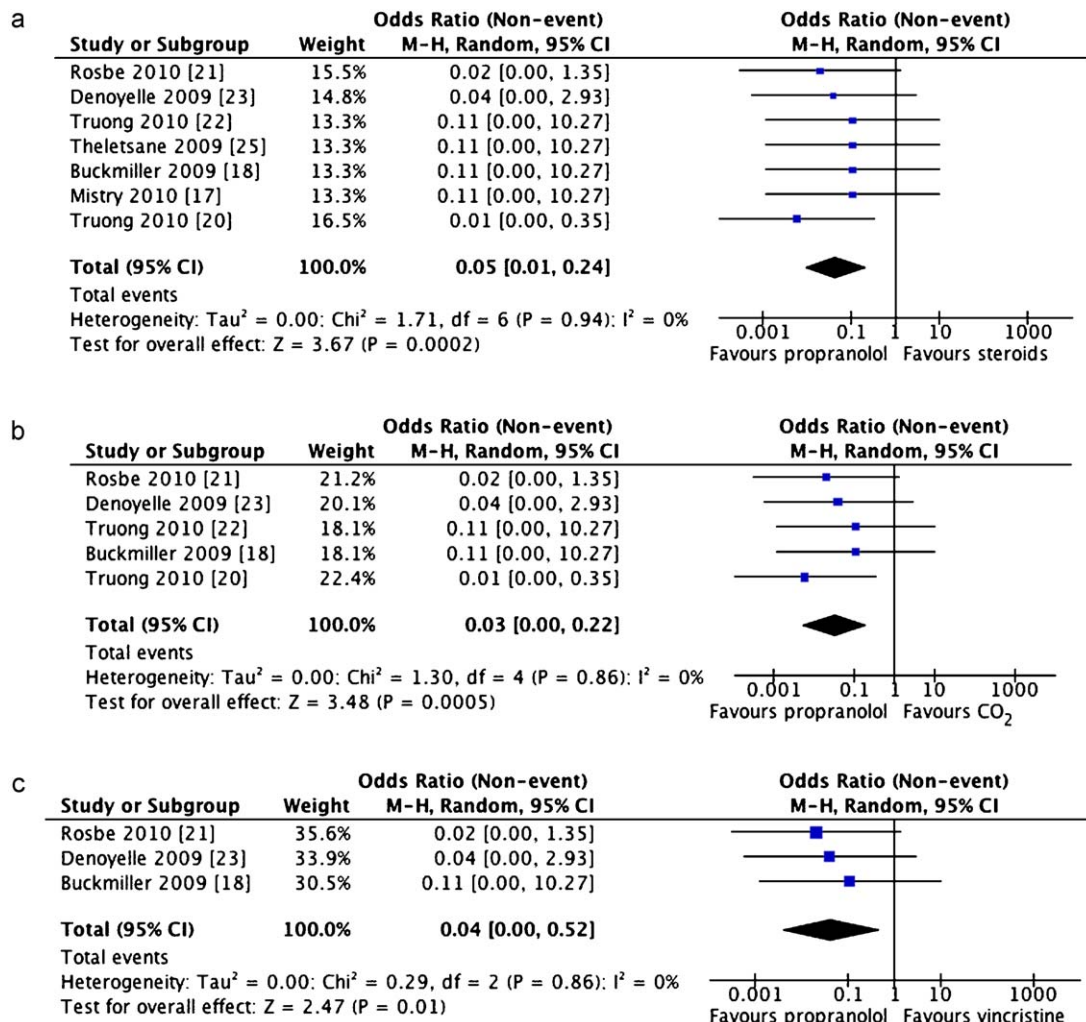 a
Odds Ratio (Non-event) Odds Ratio (Non-event)
Study or Subgroup Weight M-H, Random, 95% CI M-H, Random, 95% CI
Rosbe 2010 [21] 15.5% 0.02 [0.00, 1.35]
Denoyelle 2009 [23] 14.8% 0.04 [0.00, 2.93]
Truong 2010 [22] 13.3% 0.11 [0.00, 10.27]
Theletsane 2009 [25] 13.3% 0.11 [0.00, 10.27]
Buckmiller 2009 [18] 13.3% 0.11 [0.00, 10.27]
Mistry 2010 [17] 13.3% 0.11 [0.00, 10.27]
Truong 2010 [20] 16.5% 0.01 [0.00, 0.35]
Total (95% CI) 100.0% 0.05 [0.01, 0.24]
Total events
Heterogeneity: Tau² = 0.00: Chi² = 1.71, df = 6 (P = 0.94): I² = 0%
Test for overall effect: Z = 3.67 (P = 0.0002)
0.001 0.1 1 10 1000
Favours propranolol Favours steroids
b
Odds Ratio (Non-event) Odds Ratio (Non-event)
Study or Subgroup Weight M-H, Random, 95% CI M-H, Random, 95% CI
Rosbe 2010 [21] 21.2% 0.02 [0.00, 1.35]
Denoyelle 2009 [23] 20.1% 0.04 [0.00, 2.93]
Truong 2010 [22] 18.1% 0.11 [0.00, 10.27]
Buckmiller 2009 [18] 18.1% 0.11 [0.00, 10.27]
Truong 2010 [20] 22.4% 0.01 [0.00, 0.35]
Total (95% CI) 100.0% 0.03 [0.00, 0.22]
Total events
Heterogeneity: Tau² = 0.00: Chi² = 1.30, df = 4 (P = 0.86): I² = 0%
Test for overall effect: Z = 3.48 (P = 0.0005)
0.001 0.1 1 10 1000
Favours propranolol Favours CO₂
c
Odds Ratio (Non-event) Odds Ratio (Non-event)
Study or Subgroup Weight M-H, Random, 95% CI M-H, Random, 95% CI
Rosbe 2010 [21] 35.6% 0.02 [0.00, 1.35]
Denoyelle 2009 [23] 33.9% 0.04 [0.00, 2.93]
Buckmiller 2009 [18] 30.5% 0.11 [0.00, 10.27]
Total (95% CI) 100.0% 0.04 [0.00, 0.52]
Total events
Heterogeneity: Tau² = 0.00: Chi² = 0.29, df = 2 (P = 0.86): I² = 0%
Test for overall effect: Z = 2.47 (P = 0.01)
0.001 0.1 1 10 1000
Favours propranolol Favours vincristine